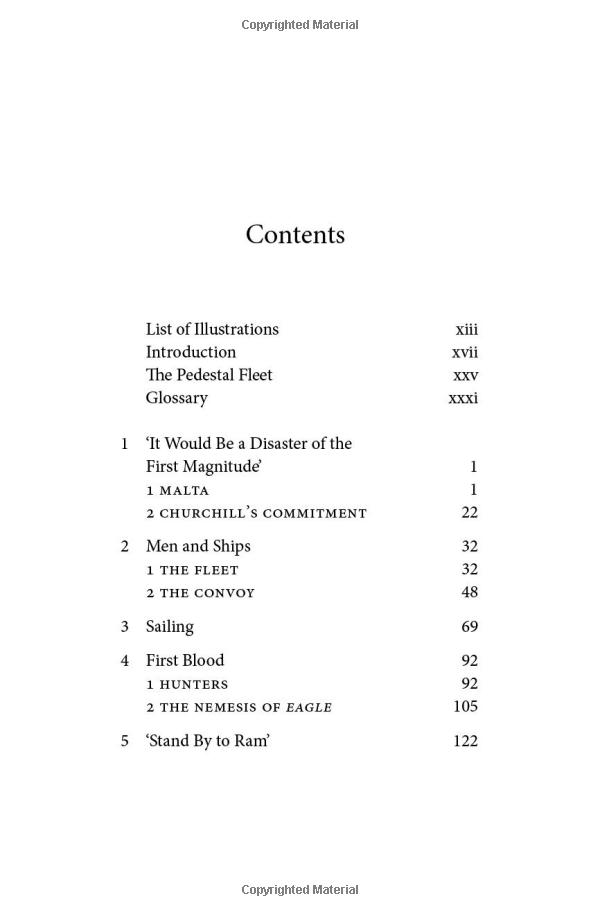 Copyrighted Material
Contents
List of Illustrations xiii
Introduction xvii
The Pedestal Fleet xxv
Glossary xxxi
1 ‘It Would Be a Disaster of the
First Magnitude’ 1
1 MALTA 1
2 CHURCHILL’S COMMITMENT 22
2 Men and Ships 32
1 THE FLEET 32
2 THE CONVOY 48
3 Sailing 69
4 First Blood 92
1 HUNTERS 92
2 THE NEMESIS OF EAGLE 105
5 ‘Stand By to Ram’ 122
Copyrighted Material